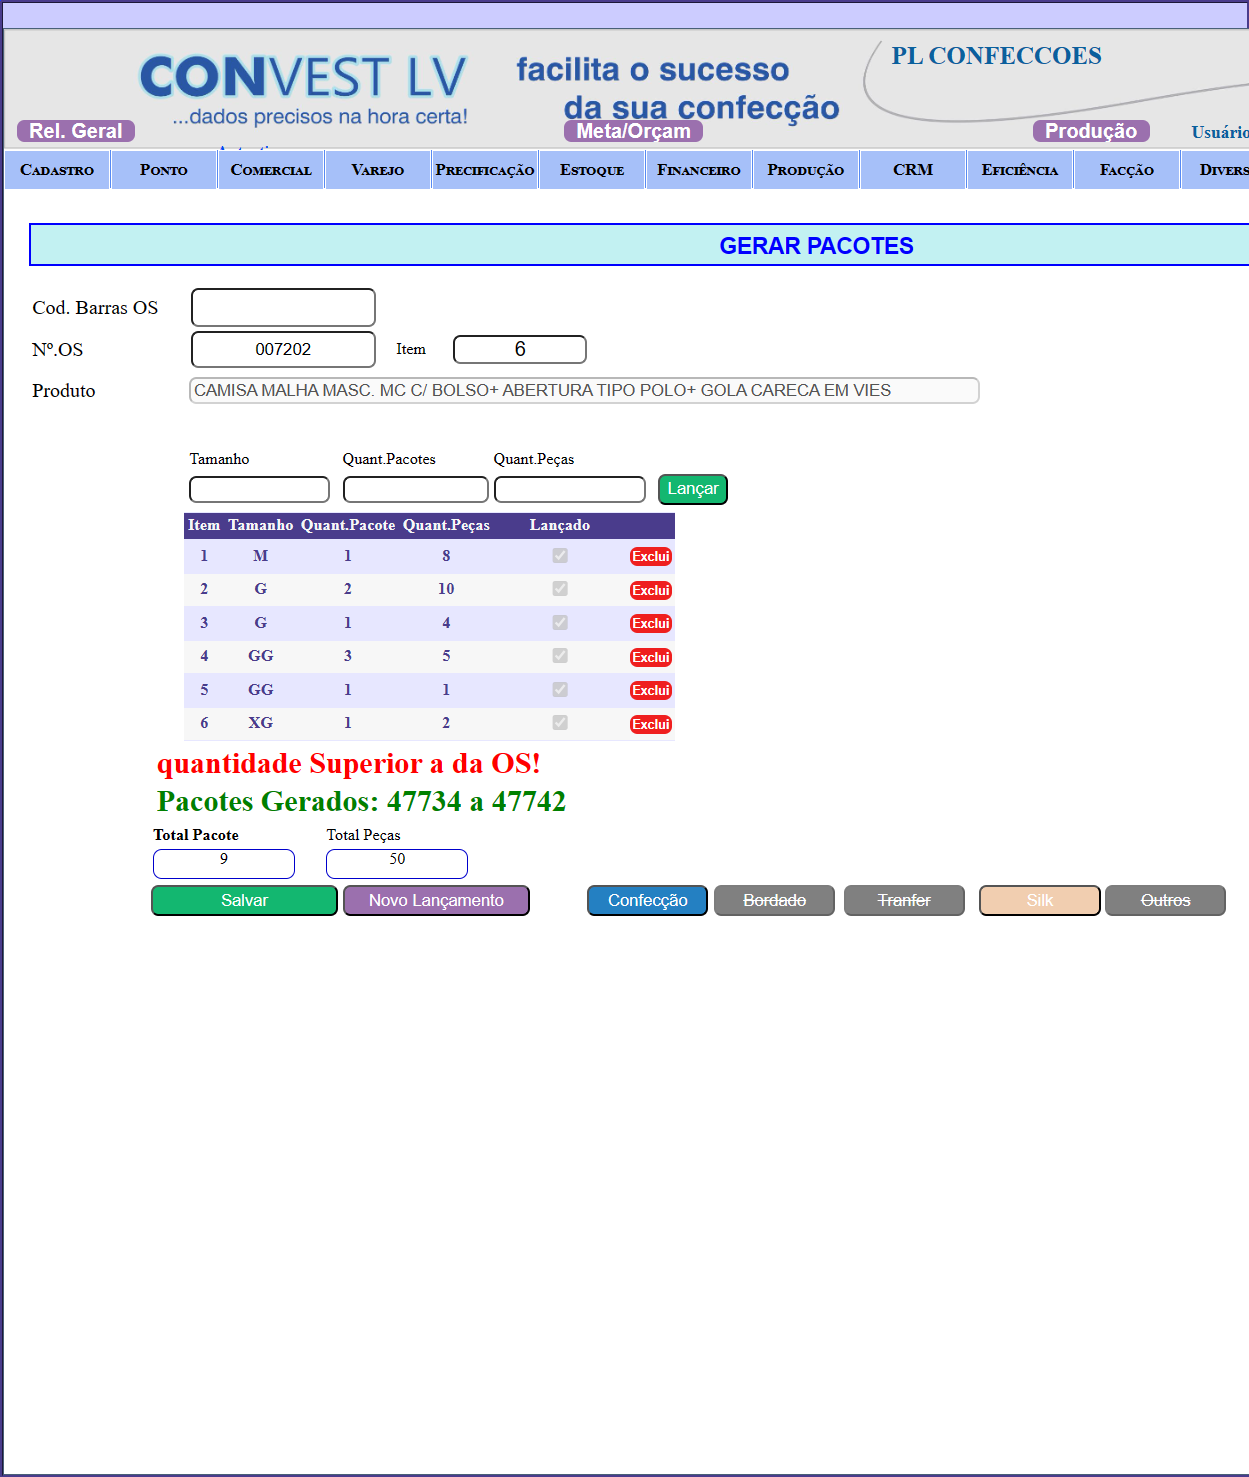 CONVEST LV
...dados precisos na hora certa!
facilita o sucesso
da sua confecção
PL CONFECCOES
Rel. Geral
Meta/Orçam
Produção
Usuário
CADASTRO PONTO COMERCIAL VAREJO PRECIFICAÇÃO ESTOQUE FINANCEIRO PRODUÇÃO CRM EFICIÊNCIA FACÇÃO DIVERS
GERAR PACOTES
Cod. Barras OS
Nº.OS 007202 Item 6
Produto CAMISA MALHA MASC. MC C/ BOLSO+ ABERTURA TIPO POLO+ GOLA CARECA EM VIES
Tamanho Quant.Pacotes Quant.Peças
Lançar
Item Tamanho Quant.Pacote Quant.Peças Lançado
1 M 1 8 Exclui
2 G 2 10 Exclui
3 G 1 4 Exclui
4 GG 3 5 Exclui
5 GG 1 1 Exclui
6 XG 1 2 Exclui
quantidade Superior a da OS!
Pacotes Gerados: 47734 a 47742
Total Pacote Total Peças
9 50
Salvar Novo Lançamento Confecção Bordado Tranfer Silk Outros